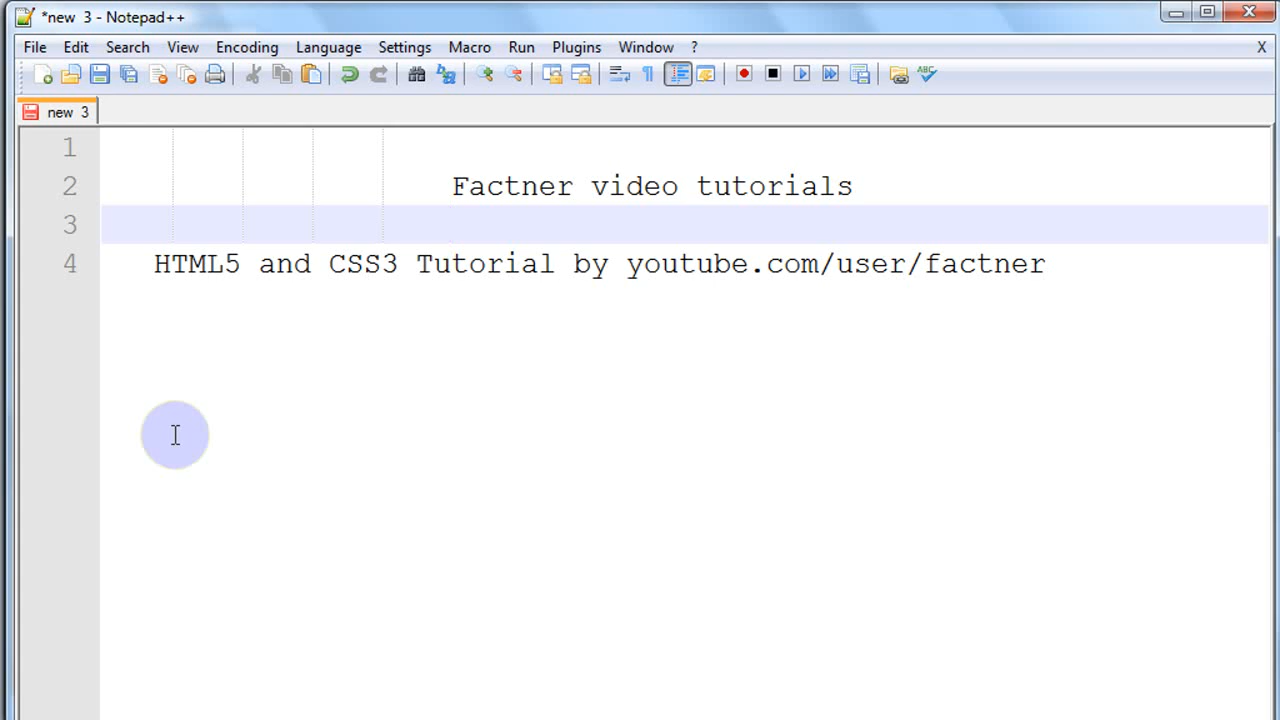 *new 3 - Notepad++
File Edit Search View Encoding Language Settings Macro Run Plugins Window ? X
new 3
1
2 Factner video tutorials
3
4 HTML5 and CSS3 Tutorial by youtube.com/user/factner